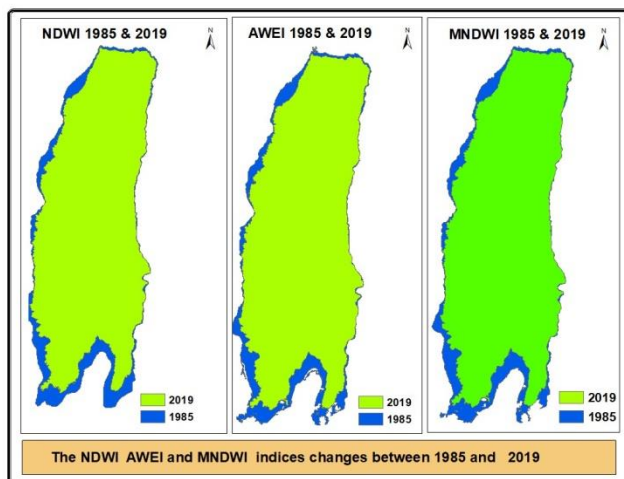 NDWI 1985 & 2019
N
2019
1985
AWEI 1985 & 2019
N
2019
1985
MNDWI 1985 & 2019
N
2019
1985
The NDWI AWEI and MNDWI indices changes between 1985 and 2019